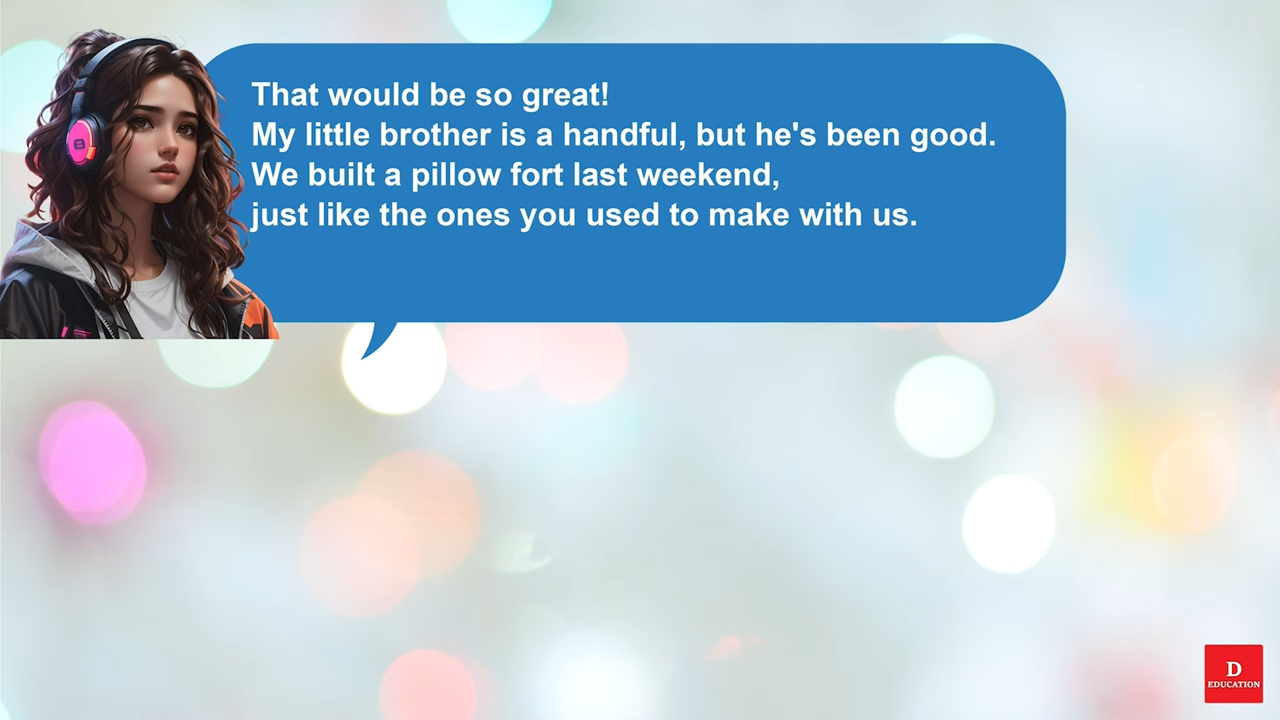 That would be so great!
My little brother is a handful, but he's been good.
We built a pillow fort last weekend,
just like the ones you used to make with us.
D
EDUCATION